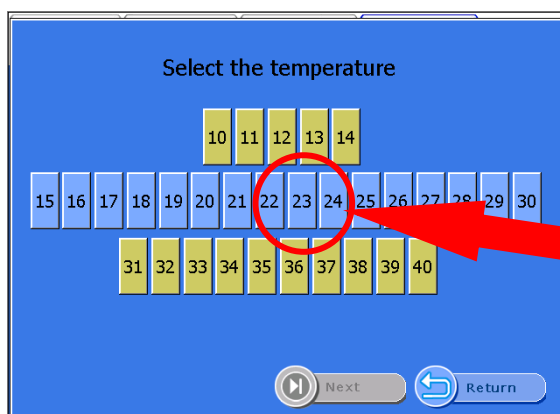 Select the temperature
10 11 12 13 14
15 16 17 18 19 20 21 22 23 24 25 26 27 28 29 30
31 32 33 34 35 36 37 38 39 40
Next Return